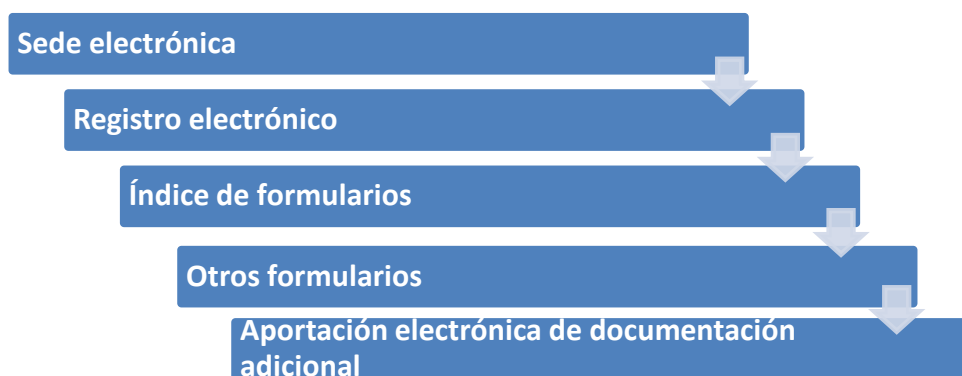 Sede electrónica
Registro electrónico
Índice de formularios
Otros formularios
Aportación electrónica de documentación
adicional